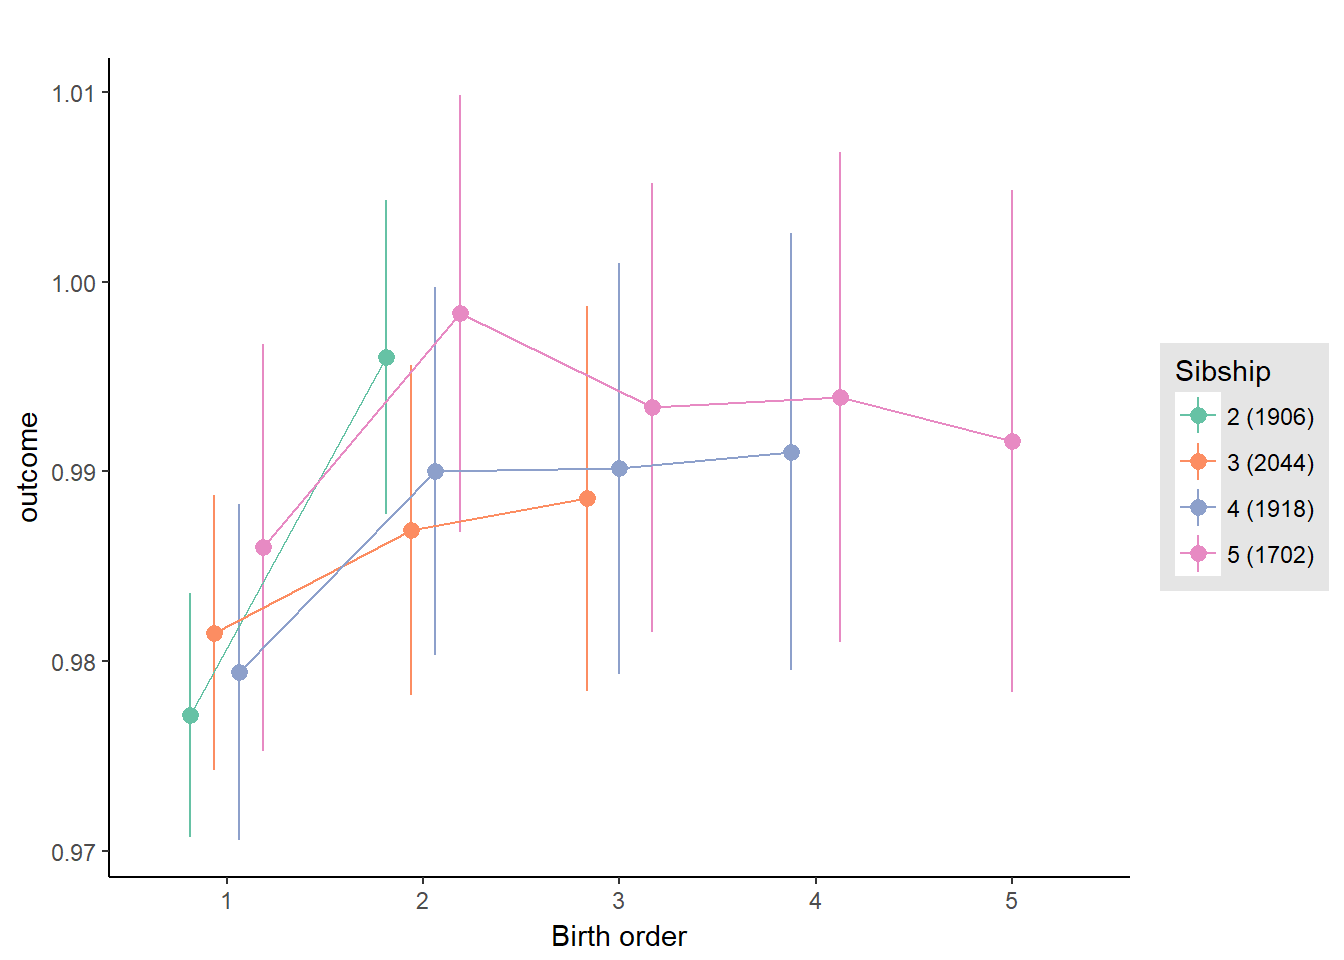 1.01
1.00
0.99
0.98
0.97
outcome
1 2 3 4 5
Birth order
Sibship
2 (1906)
3 (2044)
4 (1918)
5 (1702)